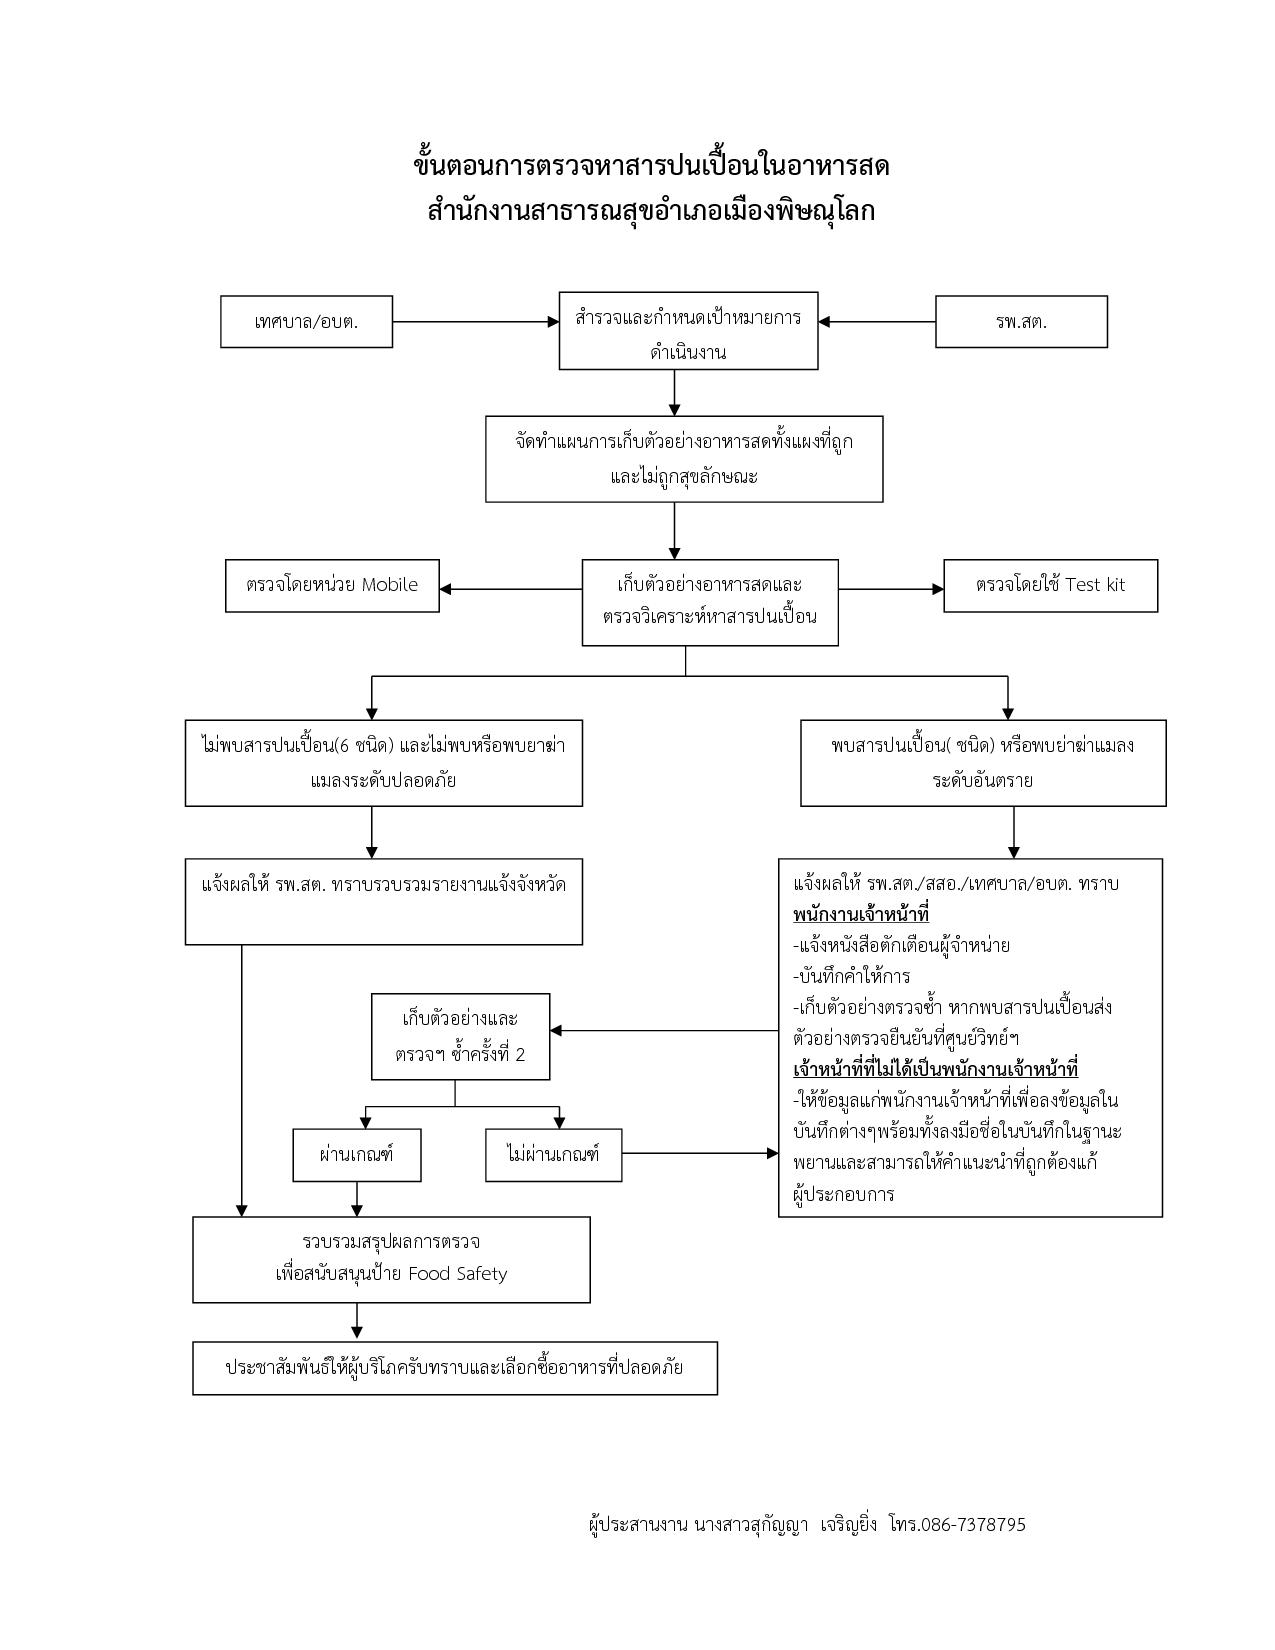 ขั้นตอนการตรวจหาสารปนเปื้อนในอาหารสด
สำนักงานสาธารณสุขอำเภอเมืองพิษณุโลก
เทศบาล/อบต.
สำรวจและกำหนดเป้าหมายการ
ดำเนินงาน
รพ.สต.
จัดทำแผนการเก็บตัวอย่างอาหารสดทั้งแผงที่ถูก
และไม่ถูกสุขลักษณะ
ตรวจโดยหน่วย Mobile
เก็บตัวอย่างอาหารสดและ
ตรวจวิเคราะห์หาสารปนเปื้อน
ตรวจโดยใช้ Test kit
ไม่พบสารปนเปื้อน(6 ชนิด) และไม่พบหรือพบยาฆ่า
แมลงระดับปลอดภัย
พบสารปนเปื้อน( ชนิด) หรือพบย่าฆ่าแมลง
ระดับอันตราย
แจ้งผลให้ รพ.สต. ทราบรวบรวมรายงานแจ้งจังหวัด
แจ้งผลให้ รพ.สต./สสอ./เทศบาล/อบต. ทราบ
พนักงานเจ้าหน้าที่
-แจ้งหนังสือตักเตือนผู้จำหน่าย
-บันทึกคำให้การ
-เก็บตัวอย่างตรวจซ้ำ หากพบสารปนเปื้อนส่ง
ตัวอย่างตรวจยืนยันที่ศูนย์วิทย์ฯ
เจ้าหน้าที่ที่ไม่ได้เป็นพนักงานเจ้าหน้าที่
-ให้ข้อมูลแก่พนักงานเจ้าหน้าที่เพื่อลงข้อมูลใน
บันทึกต่างๆพร้อมทั้งลงมือชื่อในบันทึกในฐานะ
พยานและสามารถให้คำแนะนำที่ถูกต้องแก้
ผู้ประกอบการ
เก็บตัวอย่างและ
ตรวจฯ ซ้ำครั้งที่ 2
ผ่านเกณฑ์
ไม่ผ่านเกณฑ์
รวบรวมสรุปผลการตรวจ
เพื่อสนับสนุนป้าย Food Safety
ประชาสัมพันธ์ให้ผู้บริโภครับทราบและเลือกซื้ออาหารที่ปลอดภัย
ผู้ประสานงาน นางสาวสุกัญญา เจริญยิ่ง โทร.086-7378795